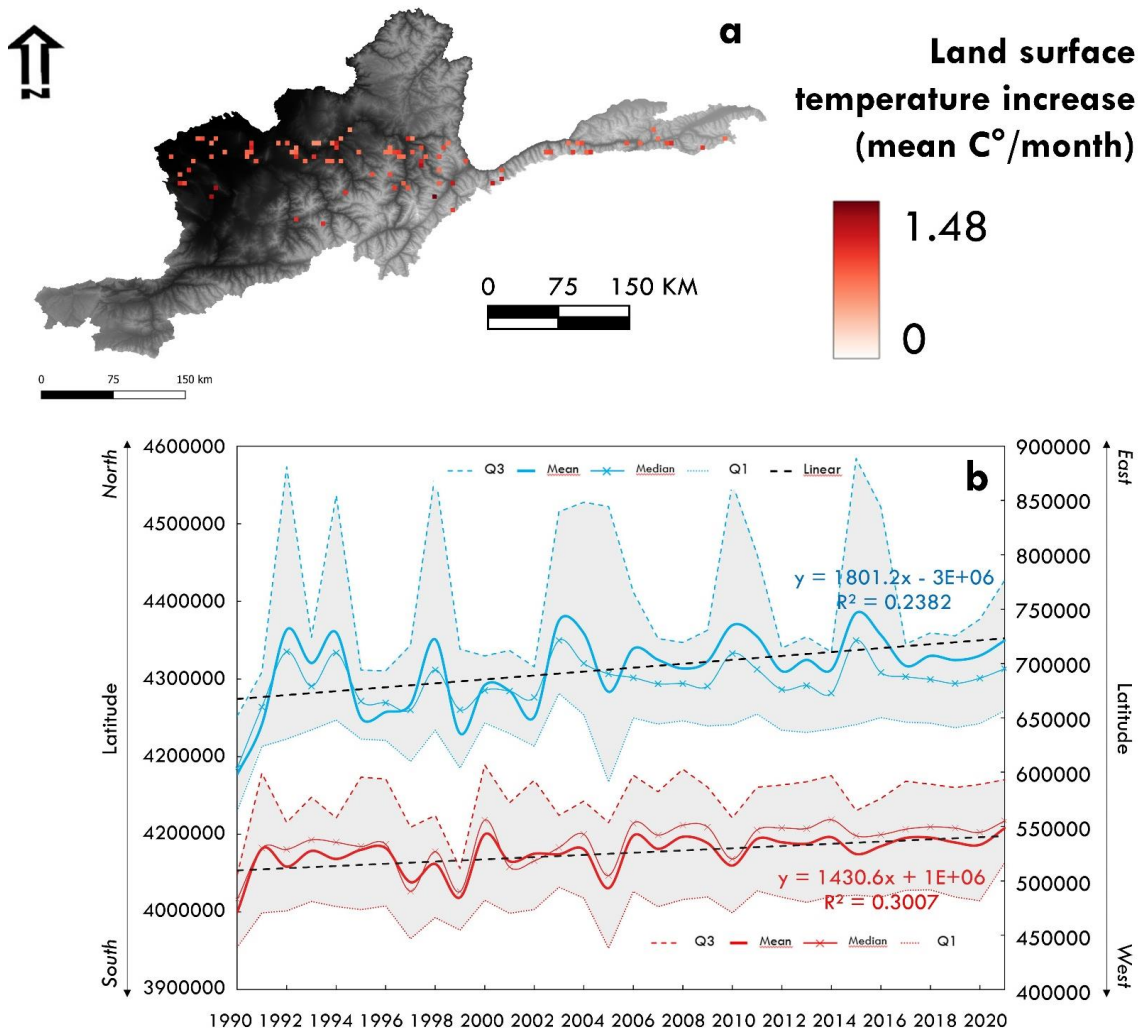 N
a
Land surface
temperature increase
(mean C°/month)
1.48
0
0 75 150 KM
0 75 150 km
b
North
Latitude
South
4600000
4500000
4400000
4300000
4200000
4200000
4000000
3900000
Q3 Mean Median Q1 Linear
y = 1801.2x - 3E+06
R² = 0.2382
y = 1430.6x + 1E+06
R² = 0.3007
Q3 Mean Median Q1
900000
850000
800000
750000
700000
650000
600000
550000
500000
450000
400000
East
Latitude
West
1990 1992 1994 1996 1998 2000 2002 2004 2006 2008 2010 2012 2014 2016 2018 2020